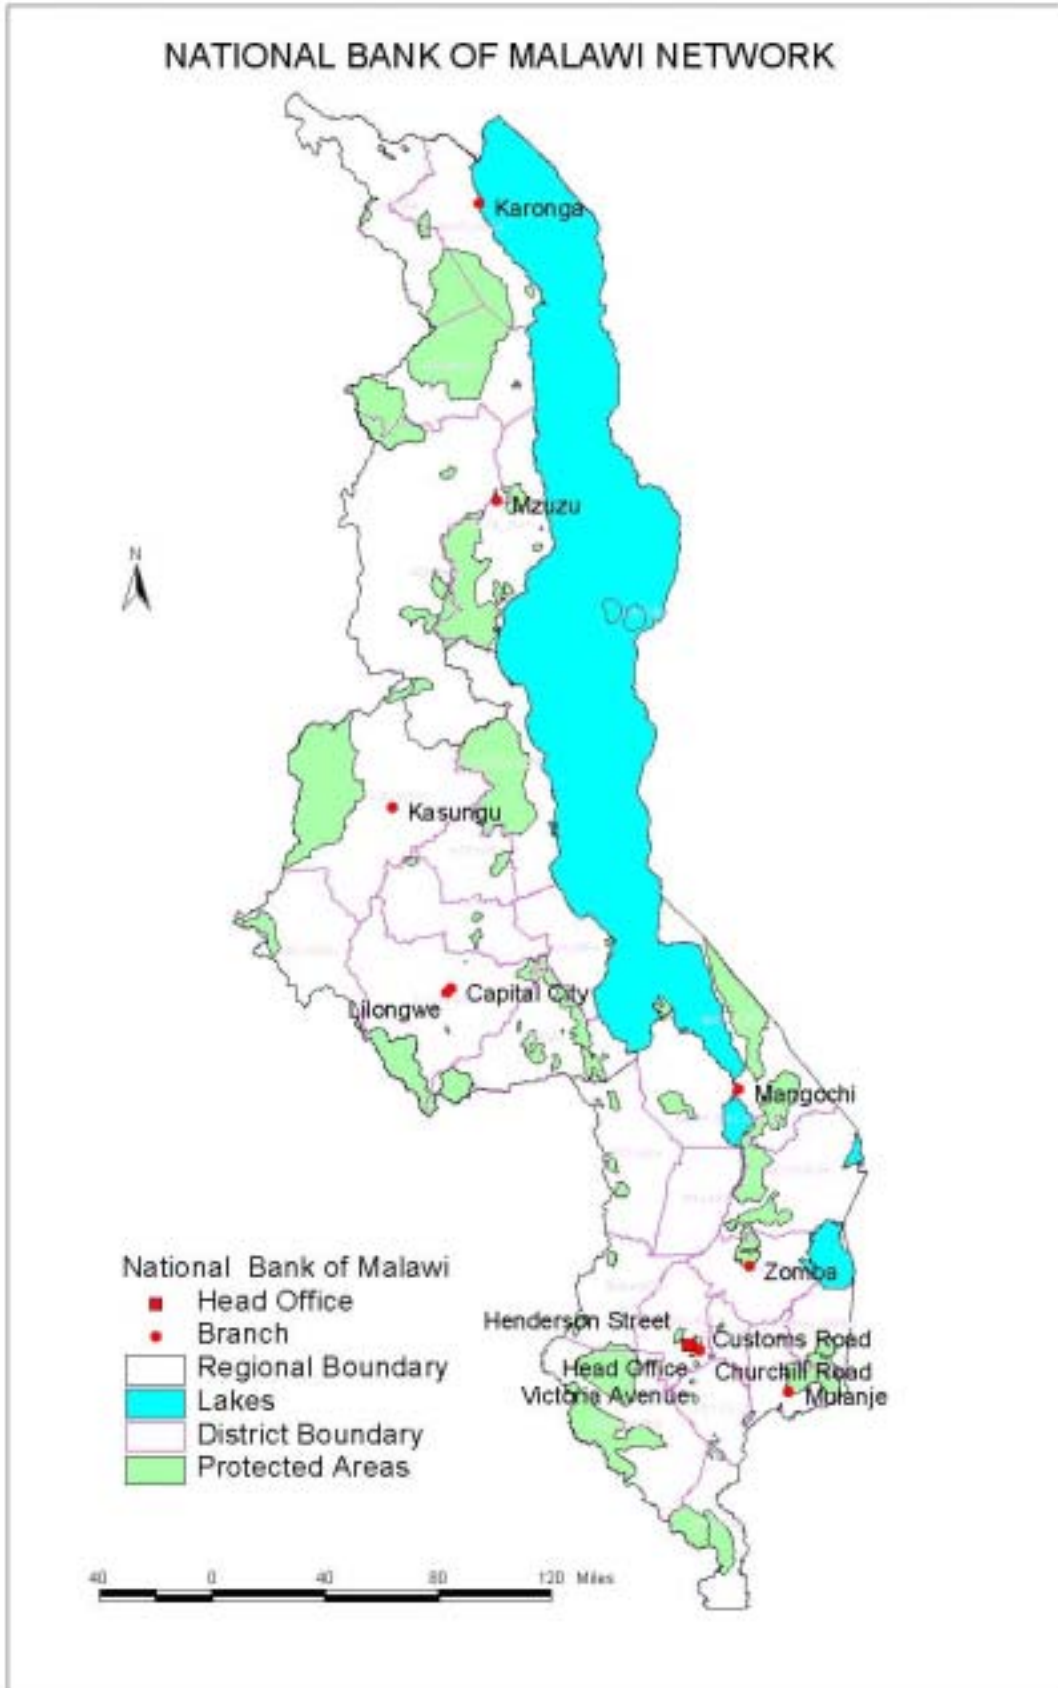 NATIONAL BANK OF MALAWI NETWORK
Karonga
Mzuzu
N
Kasungu
Capital City
Lilongwe
Mangochi
National Bank of Malawi
Head Office
Branch
Regional Boundary
Lakes
District Boundary
Protected Areas
Zomba
Henderson Street
Customs Road
Head Office
Churchill Road
Victoria Avenue
Mulanje
40 0 40 80 120 Miles